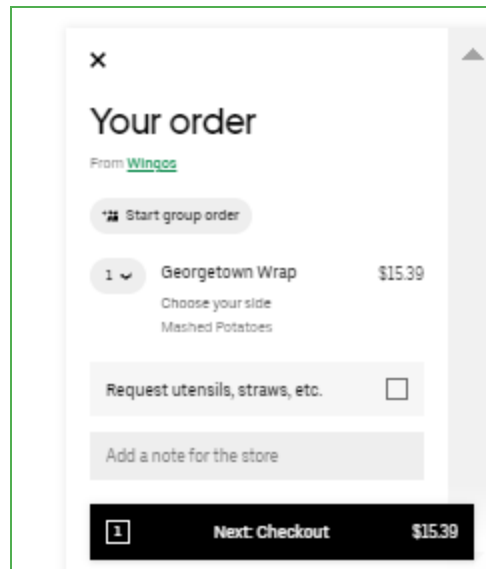 Your order
From Wingos
Start group order
1 Georgetown Wrap $15.39
Choose your side
Mashed Potatoes
Request utensils, straws, etc.
Add a note for the store
1 Next: Checkout $15.39